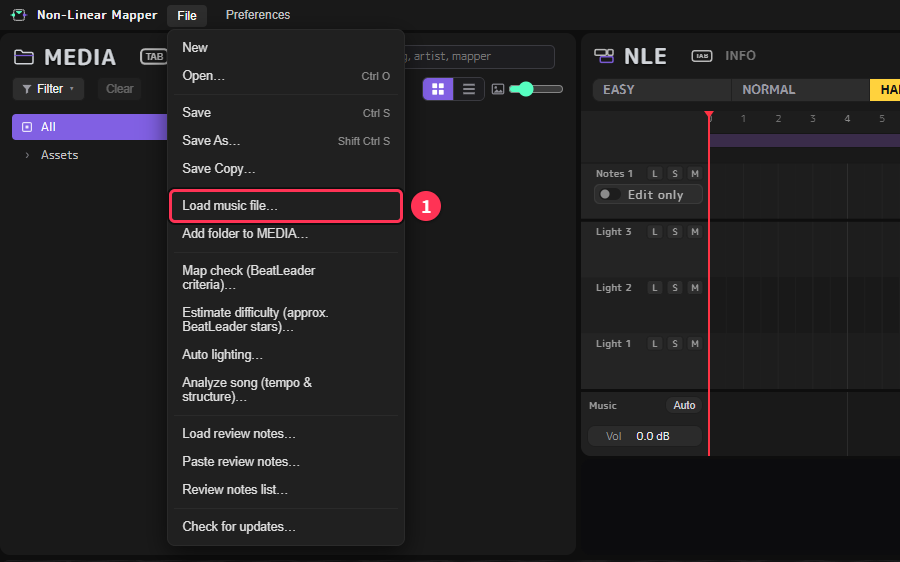 Non-Linear Mapper
File
Preferences
MEDIA
TAB
g, artist, mapper
Filter
Clear
All
Assets
New
Open… Ctrl O
Save Ctrl S
Save As… Shift Ctrl S
Save Copy…
Load music file…
1
Add folder to MEDIA…
Map check (BeatLeader
criteria)…
Estimate difficulty (approx.
BeatLeader stars)…
Auto lighting…
Analyze song (tempo &
structure)…
Load review notes…
Paste review notes…
Review notes list…
Check for updates…
NLE
TAB
INFO
EASY
NORMAL
HA
0 1 2 3 4 5
Notes 1 L S M
Edit only
Light 3 L S M
Light 2 L S M
Light 1 L S M
Music Auto
Vol 0.0 dB